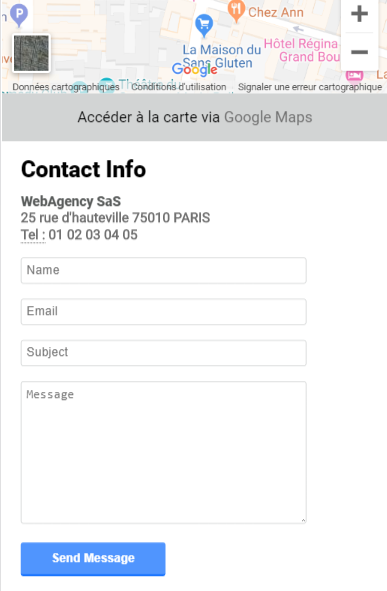 Chez Ann
La Maison du
Sans Gluten
Hôtel Régina
Grand Bou
Google
Données cartographiques
Conditions d'utilisation
Signaler une erreur cartographique
Accéder à la carte via Google Maps
Contact Info
WebAgency SaS
25 rue d'hauteville 75010 PARIS
Tel : 01 02 03 04 05
Name
Email
Subject
Message
Send Message